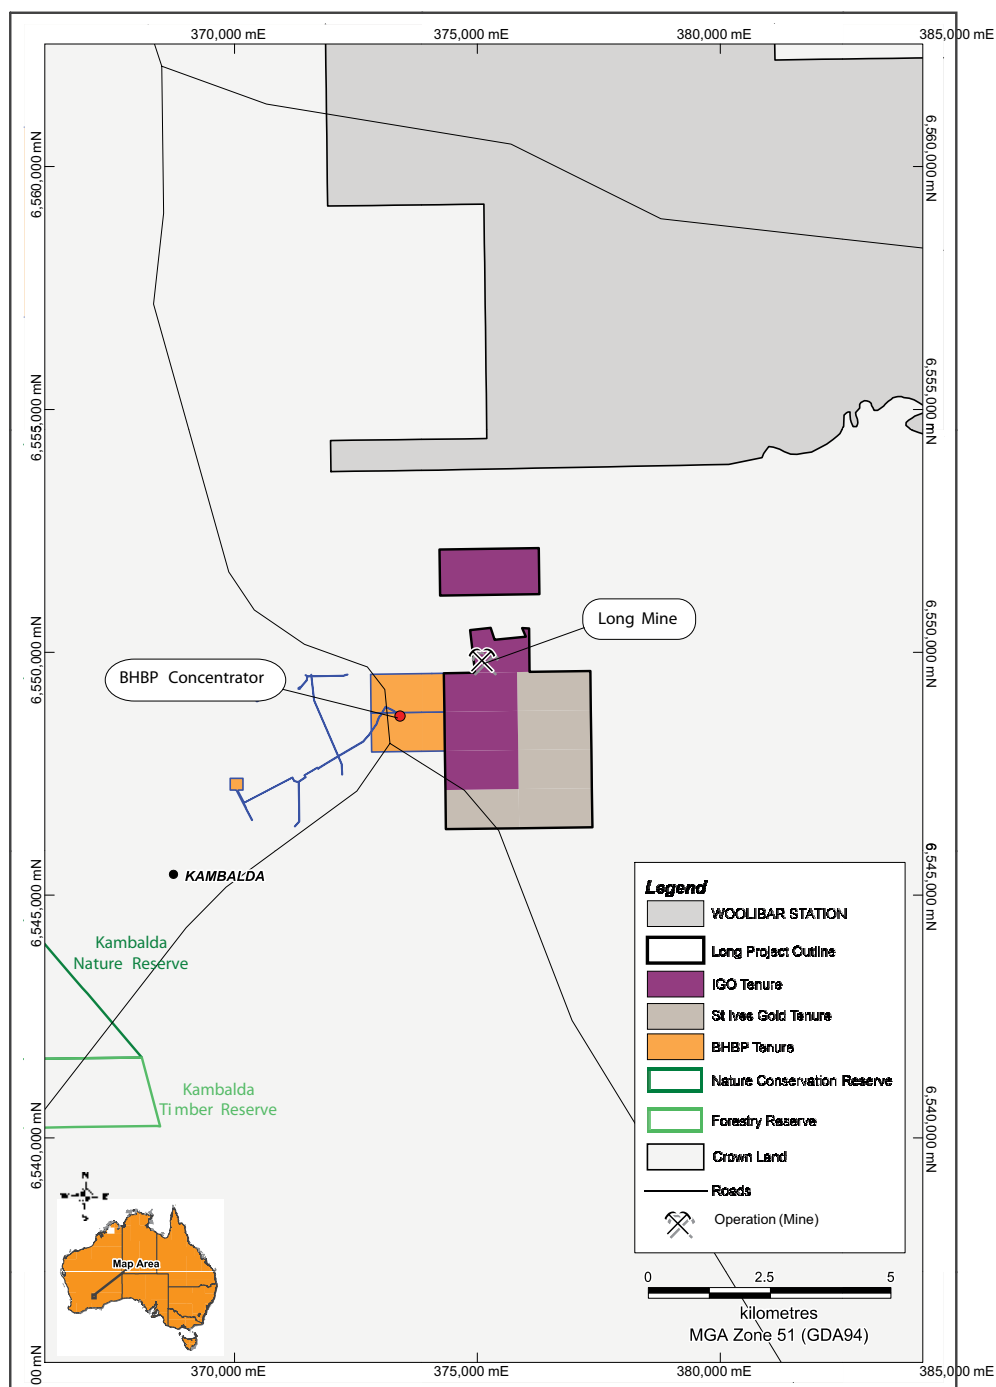 370,000 mE
375,000 mE
380,000 mE
385,000 mE
6,560,000 mN
6,560,000 mN
6,555,000 mN
6,555,000 mN
6,550,000 mN
6,550,000 mN
Long Mine
BHBP Concentrator
KAMBALDA
6,545,000 mN
6,545,000 mN
Kambalda
Nature Reserve
Kambalda
Timber Reserve
6,540,000 mN
6,540,000 mN
Legend
WOOLIBAR STATION
Long Project Outline
IGO Tenure
St Ives Gold Tenure
BHBP Tenure
Nature Conservation Reserve
Forestry Reserve
Crown Land
Roads
Operation (Mine)
N
W
E
S
Map Area
0
2.5
5
kilometres
MGA Zone 51 (GDA94)
00 mN
370,000 mE
375,000 mE
380,000 mE
385,000 mE